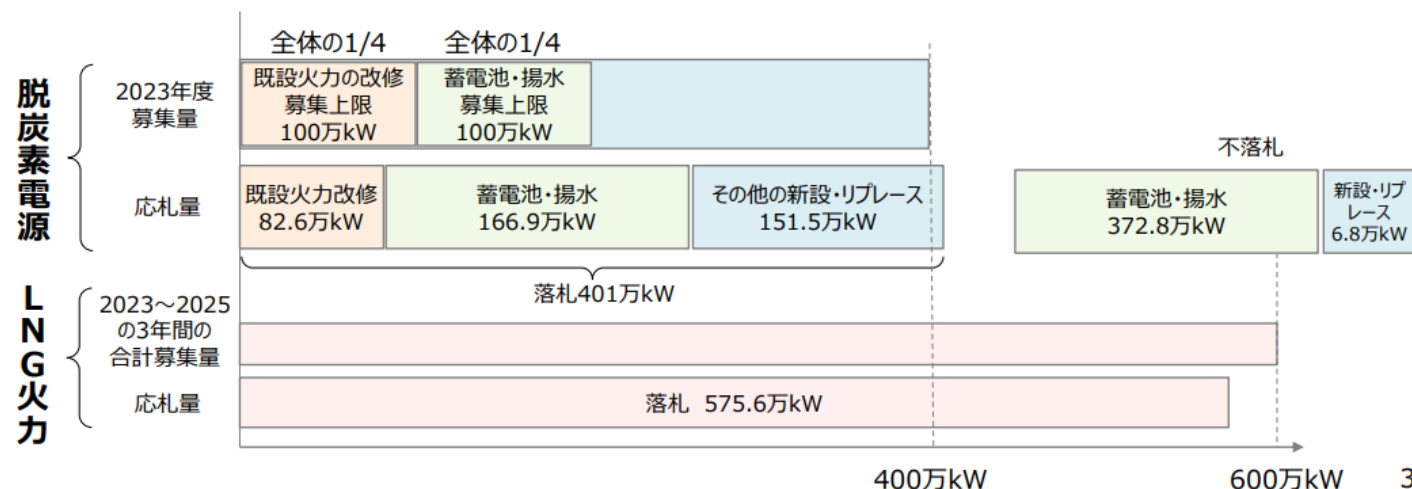 全体の1/4
全体の1/4
脱炭素電源
2023年度
募集量
既設火力の改修
募集上限
100万kW
蓄電池・揚水
募集上限
100万kW
不落札
応札量
既設火力改修
82.6万kW
蓄電池・揚水
166.9万kW
その他の新設・リプレース
151.5万kW
蓄電池・揚水
372.8万kW
新設・リプ
レース
6.8万kW
落札401万kW
LNG火力
2023～2025
の3年間の
合計募集量
応札量
落札 575.6万kW
400万kW
600万kW
3